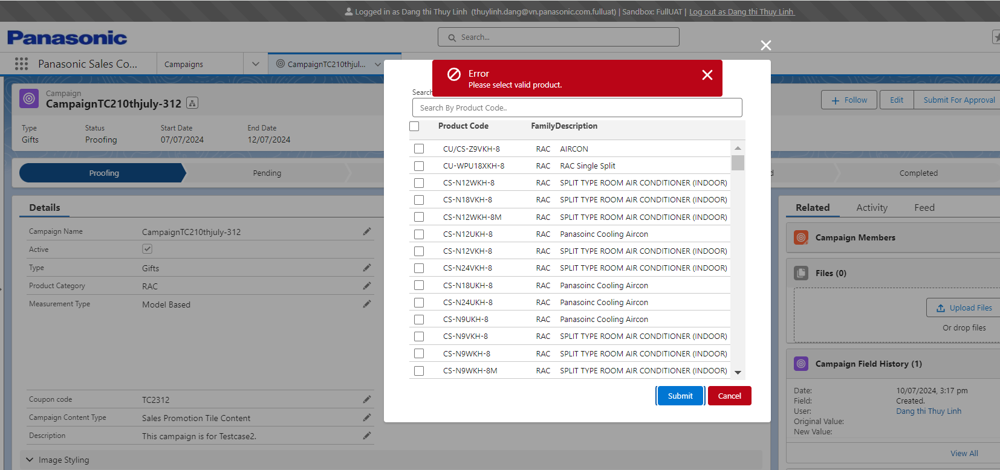 Logged in as Dang thi Thuy Linh (thuylinh.dang@vn.panasonic.com.fulluat) | Sandbox: FullUAT | Log out as Dang thi Thuy Linh
Panasonic
Search...
Panasonic Sales Co...
Campaigns
CampaignTC210thjul...
Error
Please select valid product.
Campaign
CampaignTC210thjuly-312
Follow
Edit
Submit For Approval
Type
Status
Start Date
End Date
Gifts
Proofing
07/07/2024
12/07/2024
Proofing
Pending
Completed
Search
Search By Product Code..
Product Code FamilyDescription
CU/CS-Z9VKH-8 RAC AIRCON
CU-WPU18XKH-8 RAC RAC Single Split
CS-N12WKH-8 RAC SPLIT TYPE ROOM AIR CONDITIONER (INDOOR)
CS-N18VKH-8 RAC SPLIT TYPE ROOM AIR CONDITIONER (INDOOR)
CS-N12WKH-8M RAC SPLIT TYPE ROOM AIR CONDITIONER (INDOOR)
CS-N12UKH-8 RAC Panasoinc Cooling Aircon
CS-N12VKH-8 RAC SPLIT TYPE ROOM AIR CONDITIONER (INDOOR)
CS-N24VKH-8 RAC SPLIT TYPE ROOM AIR CONDITIONER (INDOOR)
CS-N18UKH-8 RAC Panasoinc Cooling Aircon
CS-N24UKH-8 RAC Panasoinc Cooling Aircon
CS-N9UKH-8 RAC Panasoinc Cooling Aircon
CS-N9VKH-8 RAC SPLIT TYPE ROOM AIR CONDITIONER (INDOOR)
CS-N9WKH-8 RAC SPLIT TYPE ROOM AIR CONDITIONER (INDOOR)
CS-N9WKH-8M RAC SPLIT TYPE ROOM AIR CONDITIONER (INDOOR)
Submit
Cancel
Details
Campaign Name CampaignTC210thjuly-312
Active
Type Gifts
Product Category RAC
Measurement Type Model Based
Coupon code TC2312
Campaign Content Type Sales Promotion Tile Content
Description This campaign is for Testcase2.
Image Styling
Related
Activity
Feed
Campaign Members
Files (0)
Upload Files
Or drop files
Campaign Field History (1)
Date: 10/07/2024, 3:17 pm
Field: Created.
User: Dang thi Thuy Linh
Original Value:
New Value:
View All